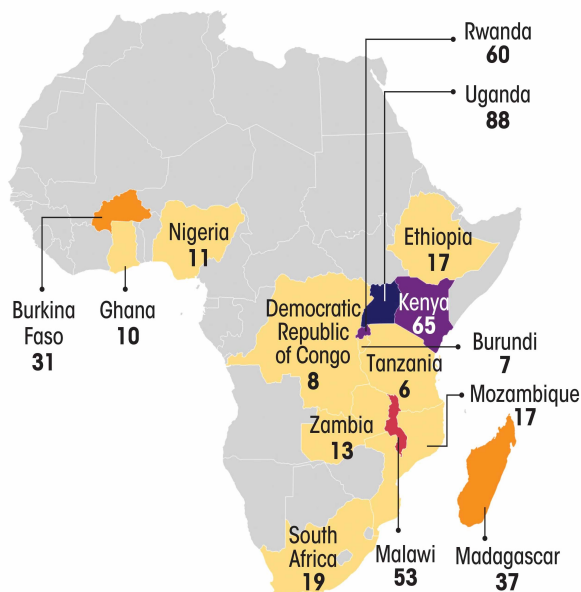 Rwanda
60
Uganda
88
Nigeria
11
Ethiopia
17
Burkina
Faso
31
Ghana
10
Democratic
Republic
of Congo
8
Kenya
65
Burundi
7
Tanzania
6
Mozambique
17
Zambia
13
South
Africa
19
Malawi
53
Madagascar
37